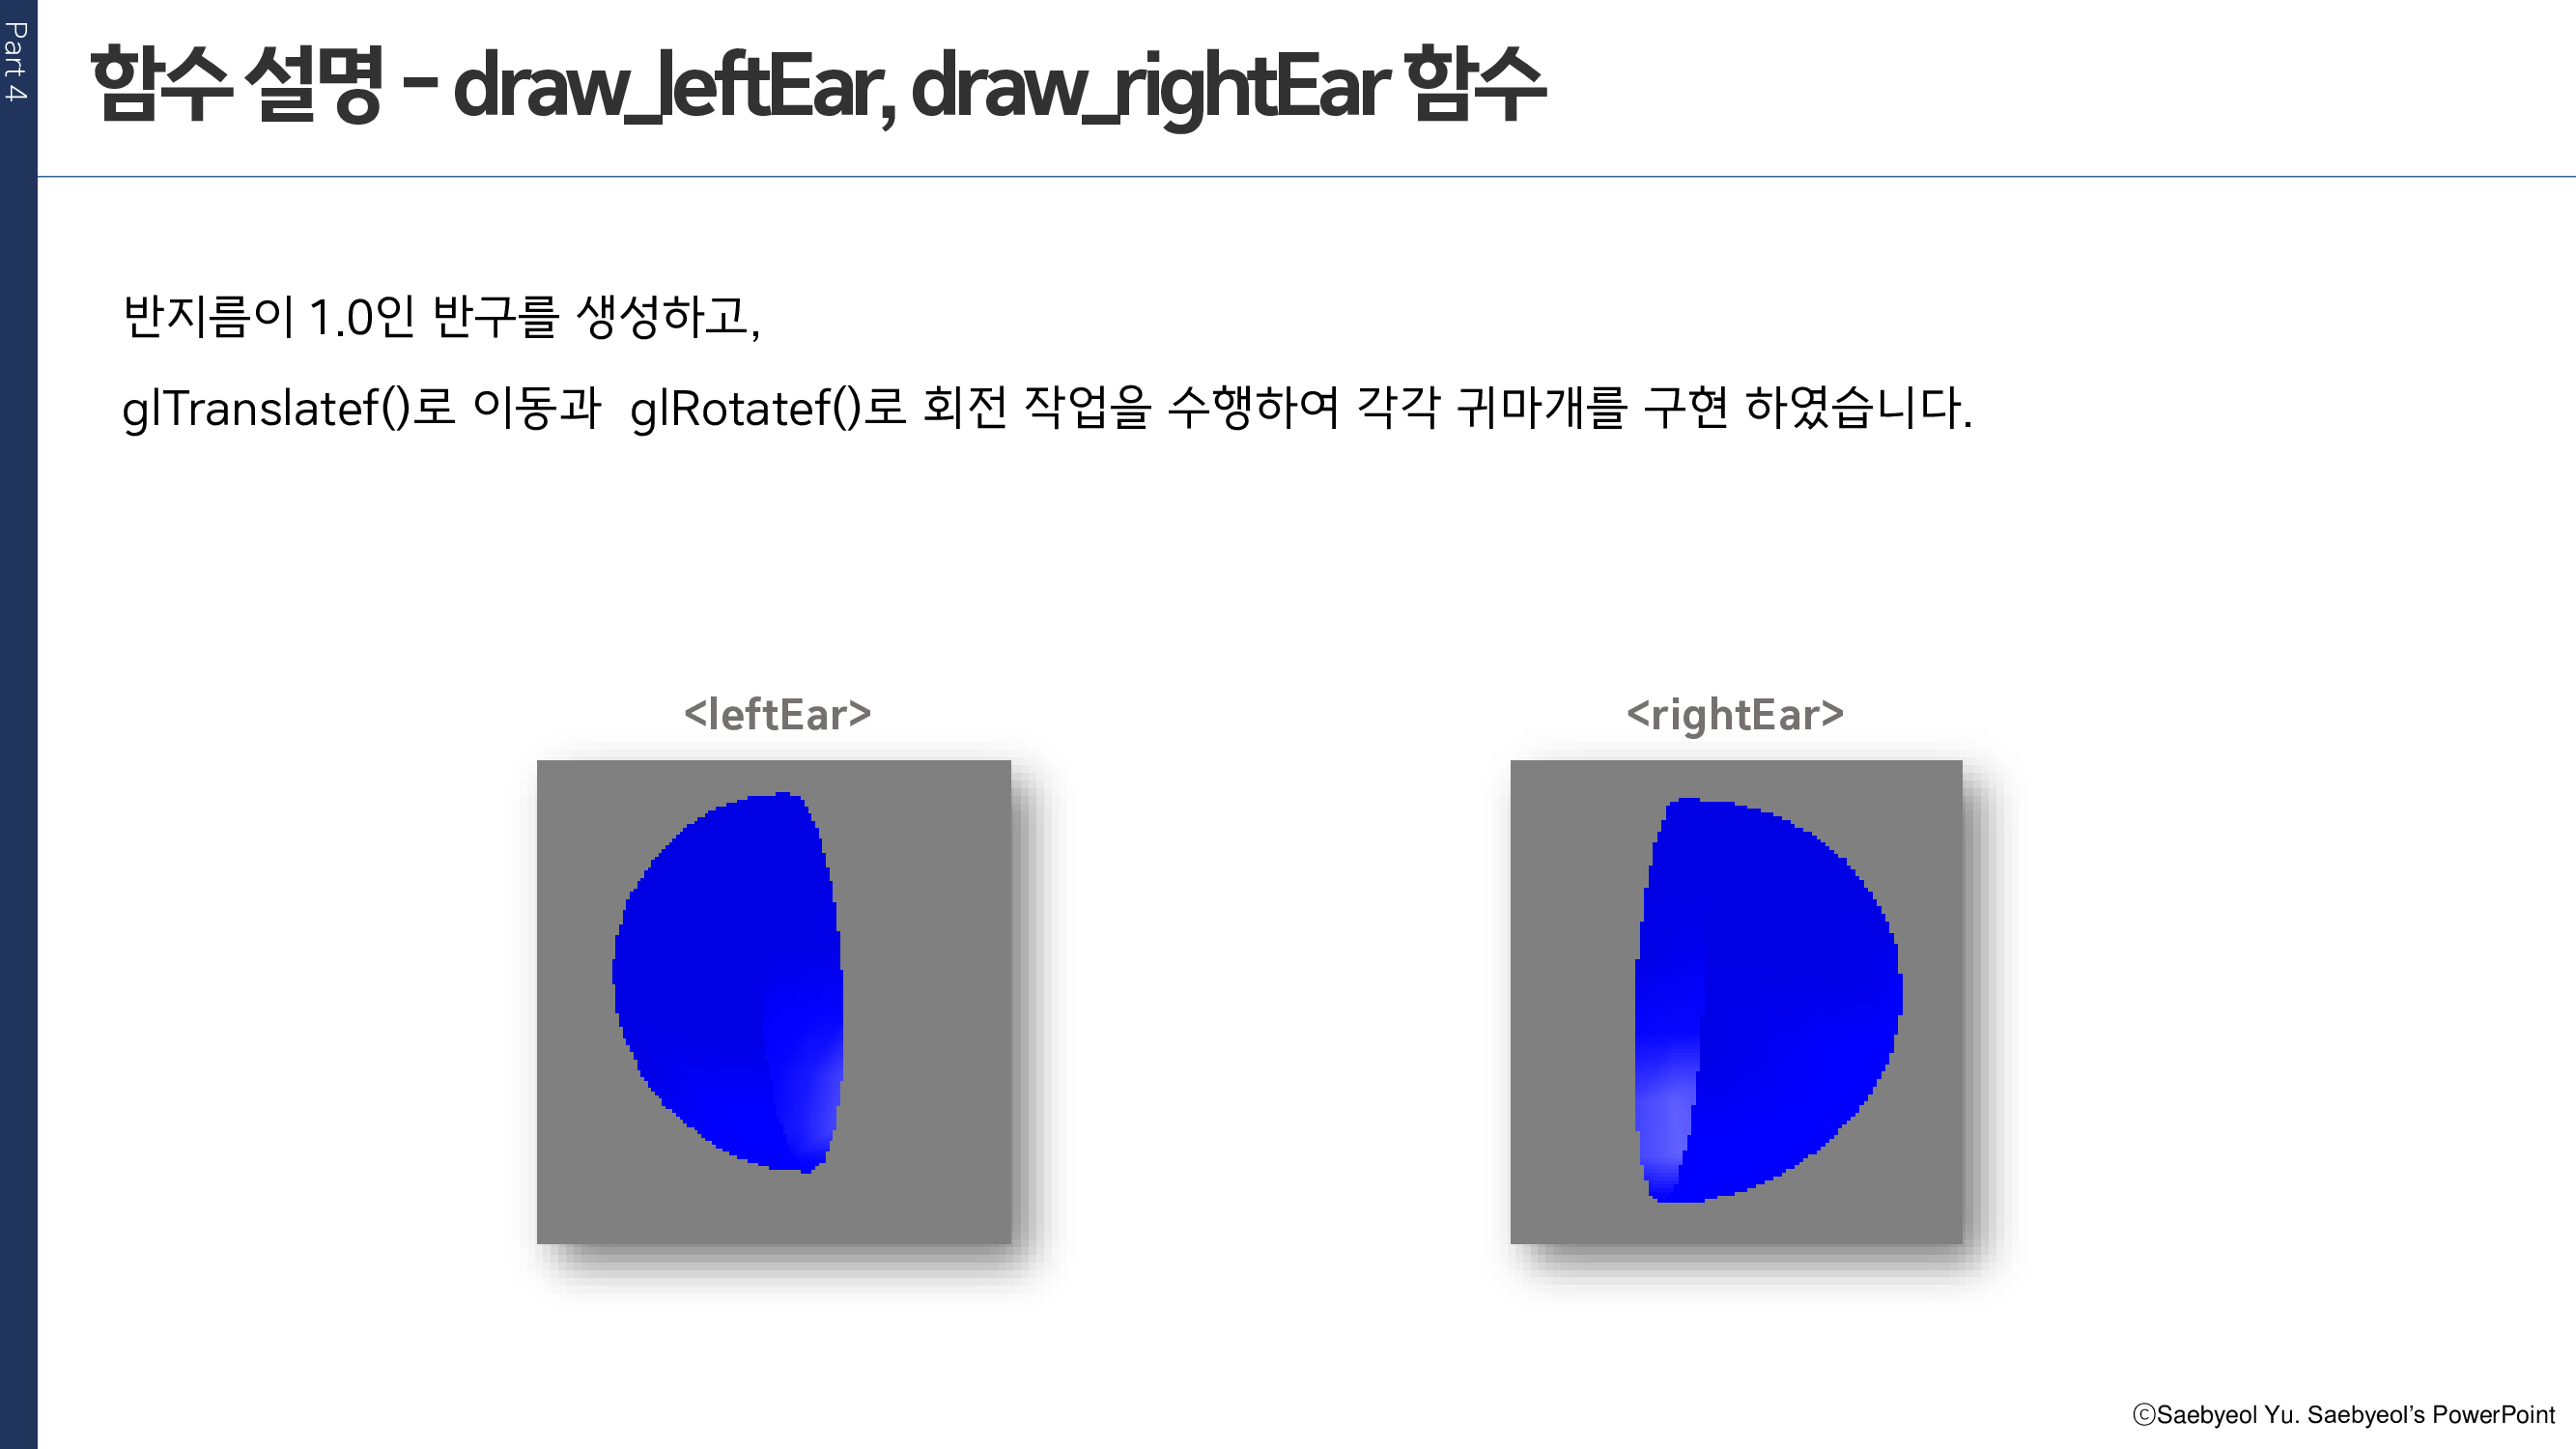 Part 4
함수 설명 - draw_leftEar, draw_rightEar 함수
반지름이 1.0인 반구를 생성하고,
glTranslatef()로 이동과  glRotatef()로 회전 작업을 수행하여 각각 귀마개를 구현 하였습니다.
<leftEar>
<rightEar>
ⓒSaebyeol Yu. Saebyeol’s PowerPoint